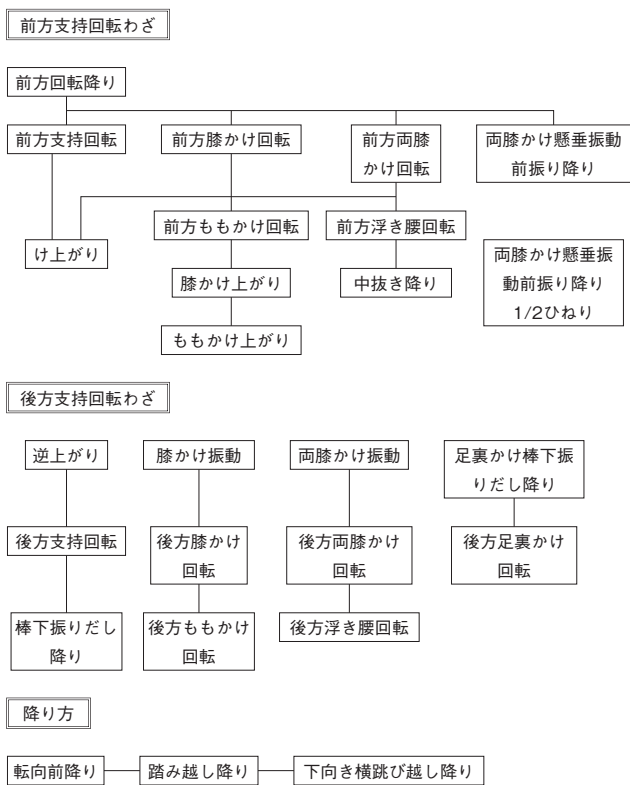 前方支持回転わざ
前方回転降り
前方支持回転
前方膝かけ回転
前方両膝
かけ回転
両膝かけ懸垂振動
前振り降り
け上がり
前方ももかけ回転
前方浮き腰回転
両膝かけ懸垂振
動前振り降り
1/2ひねり
膝かけ上がり
中抜き降り
ももかけ上がり
後方支持回転わざ
逆上がり
膝かけ振動
両膝かけ振動
足裏かけ棒下振
りだし降り
後方支持回転
後方膝かけ
回転
後方両膝かけ
回転
後方足裏かけ
回転
棒下振りだし
降り
後方ももかけ
回転
後方浮き腰回転
降り方
転向前降り
踏み越し降り
下向き横跳び越し降り